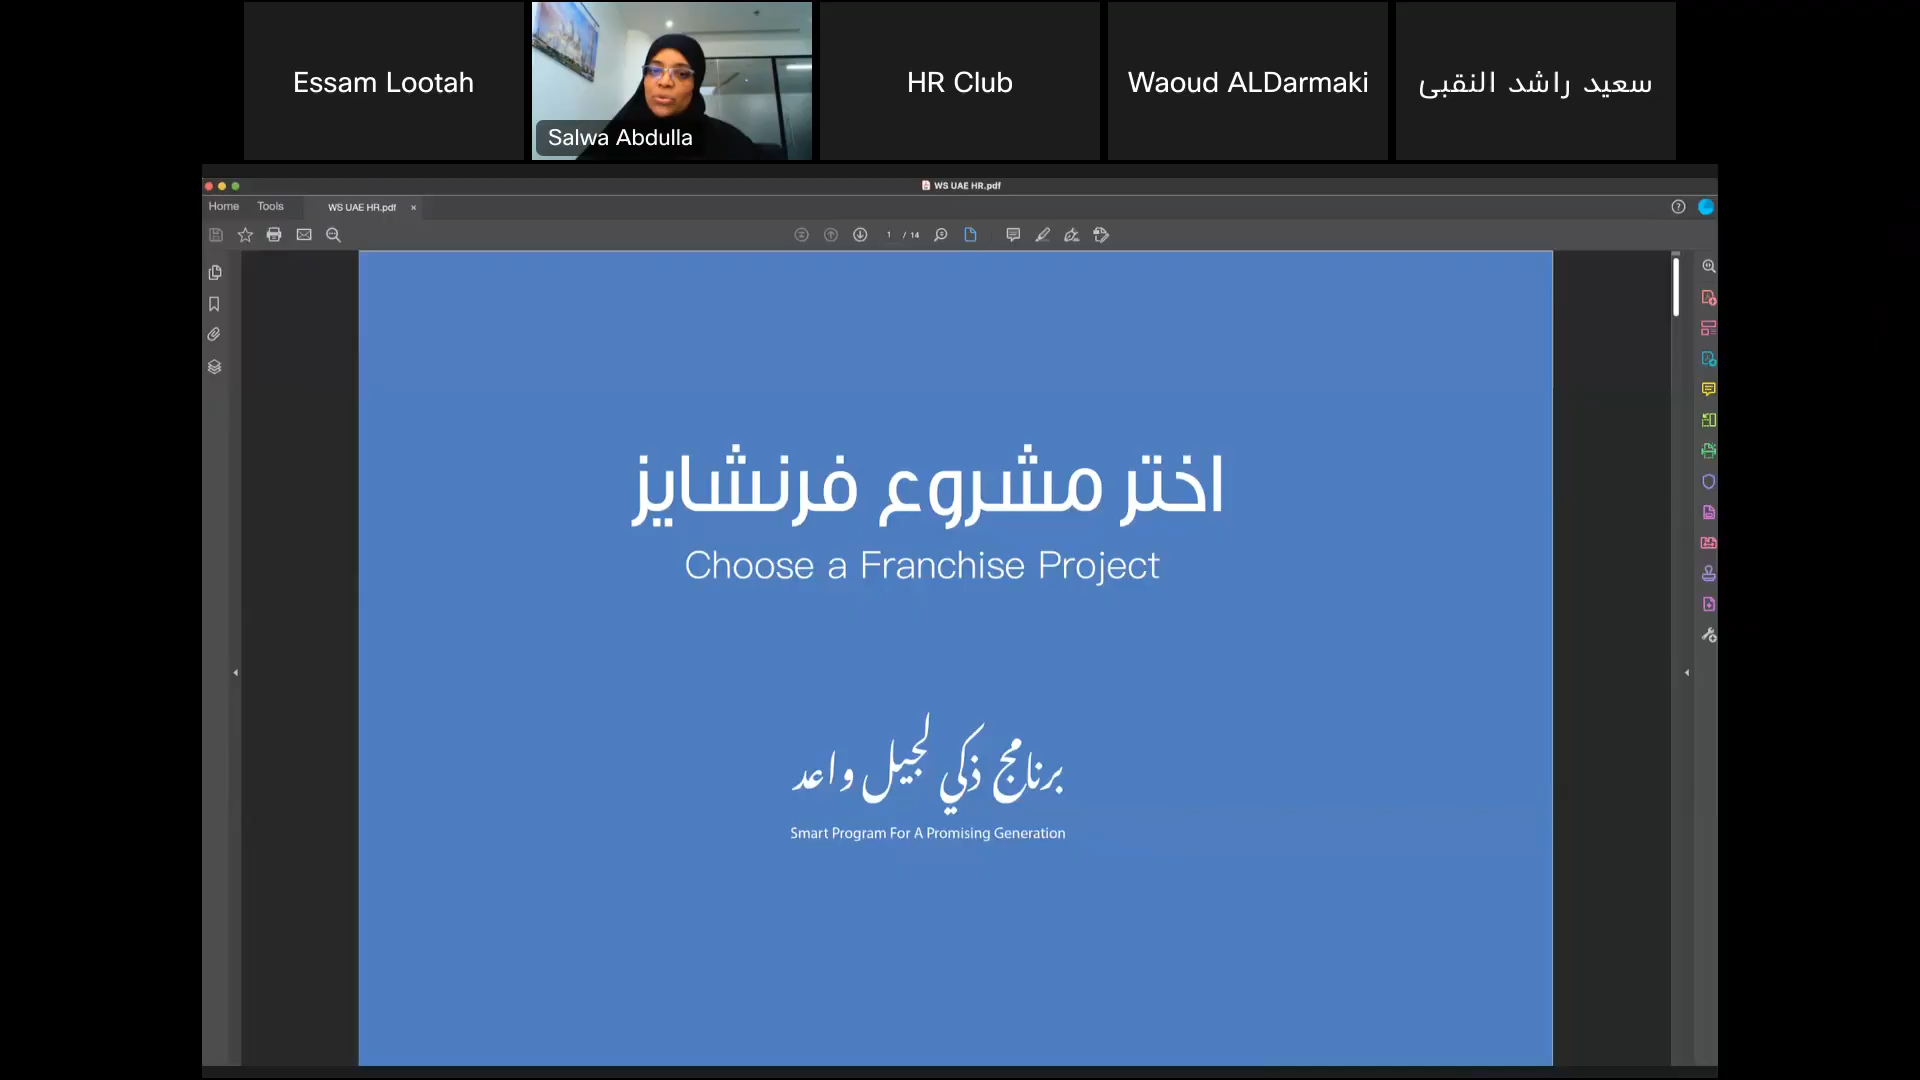 Essam Lootah
Salwa Abdulla
HR Club
Waoud ALDarmaki
سعيد راشد النقبى
WS UAE HR.pdf
Home
Tools
WS UAE HR.pdf
1 / 14
اختر مشروع فرنشايز
Choose a Franchise Project
برنامج ذكي لجيل واعد
Smart Program For A Promising Generation